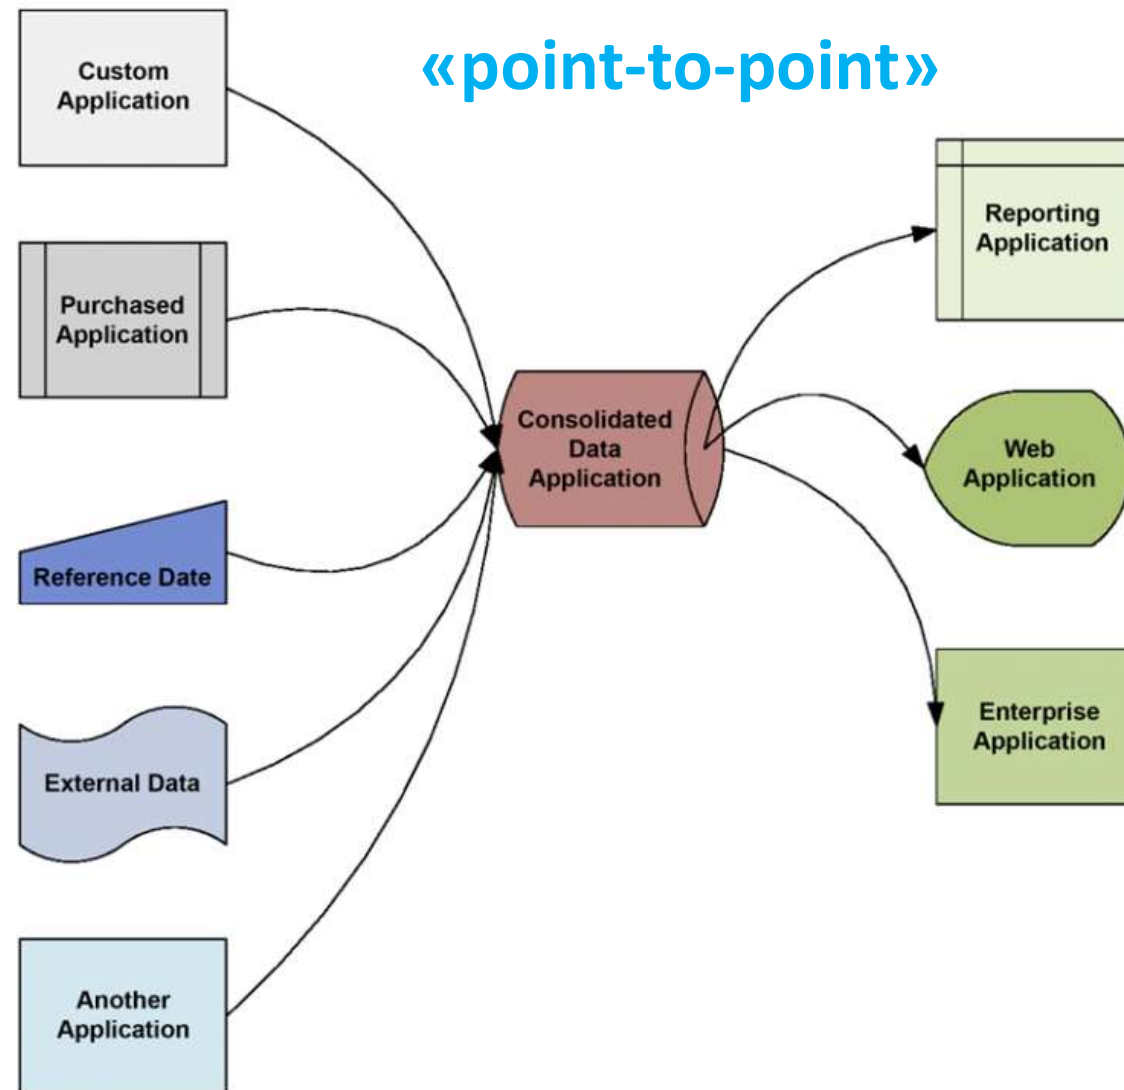 «point-to-point»
Custom
Application
Purchased
Application
Reference Date
External Data
Another
Application
Consolidated
Data
Application
Reporting
Application
Web
Application
Enterprise
Application